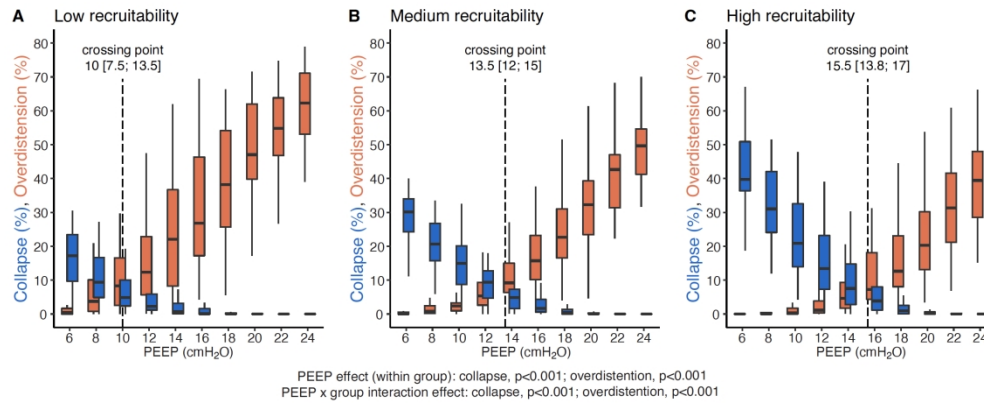 A Low recruitability
Collapse (%), Overdistension (%)
80
70
60
50
40
30
20
10
0
crossing point
10 [7.5; 13.5]
6 8 10 12 14 16 18 20 22 24
PEEP (cmH₂O)
B Medium recruitability
Collapse (%), Overdistension (%)
80
70
60
50
40
30
20
10
0
crossing point
13.5 [12; 15]
6 8 10 12 14 16 18 20 22 24
PEEP (cmH₂O)
C High recruitability
Collapse (%), Overdistension (%)
80
70
60
50
40
30
20
10
0
crossing point
15.5 [13.8; 17]
6 8 10 12 14 16 18 20 22 24
PEEP (cmH₂O)
PEEP effect (within group): collapse, p<0.001; overdistention, p<0.001
PEEP x group interaction effect: collapse, p<0.001; overdistention, p<0.001